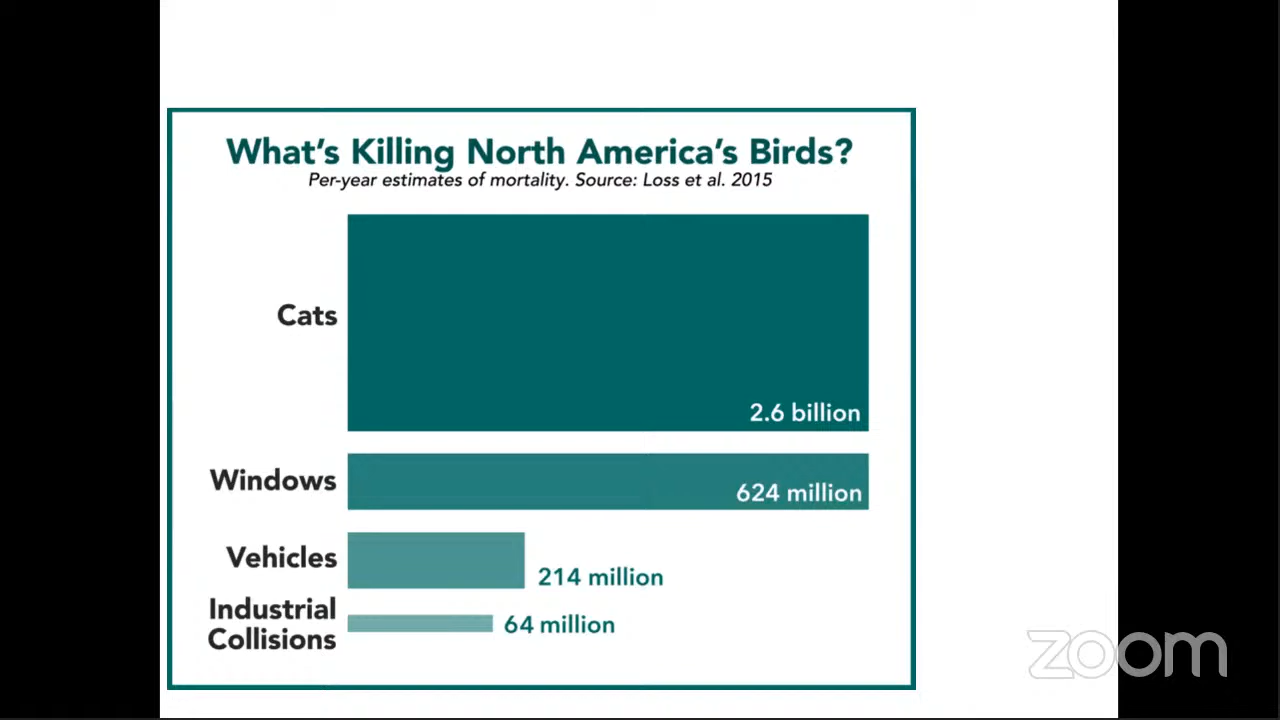 What's Killing North America's Birds?
Per-year estimates of mortality. Source: Loss et al. 2015
Cats
2.6 billion
Windows
624 million
Vehicles
214 million
Industrial
Collisions
64 million
zoom